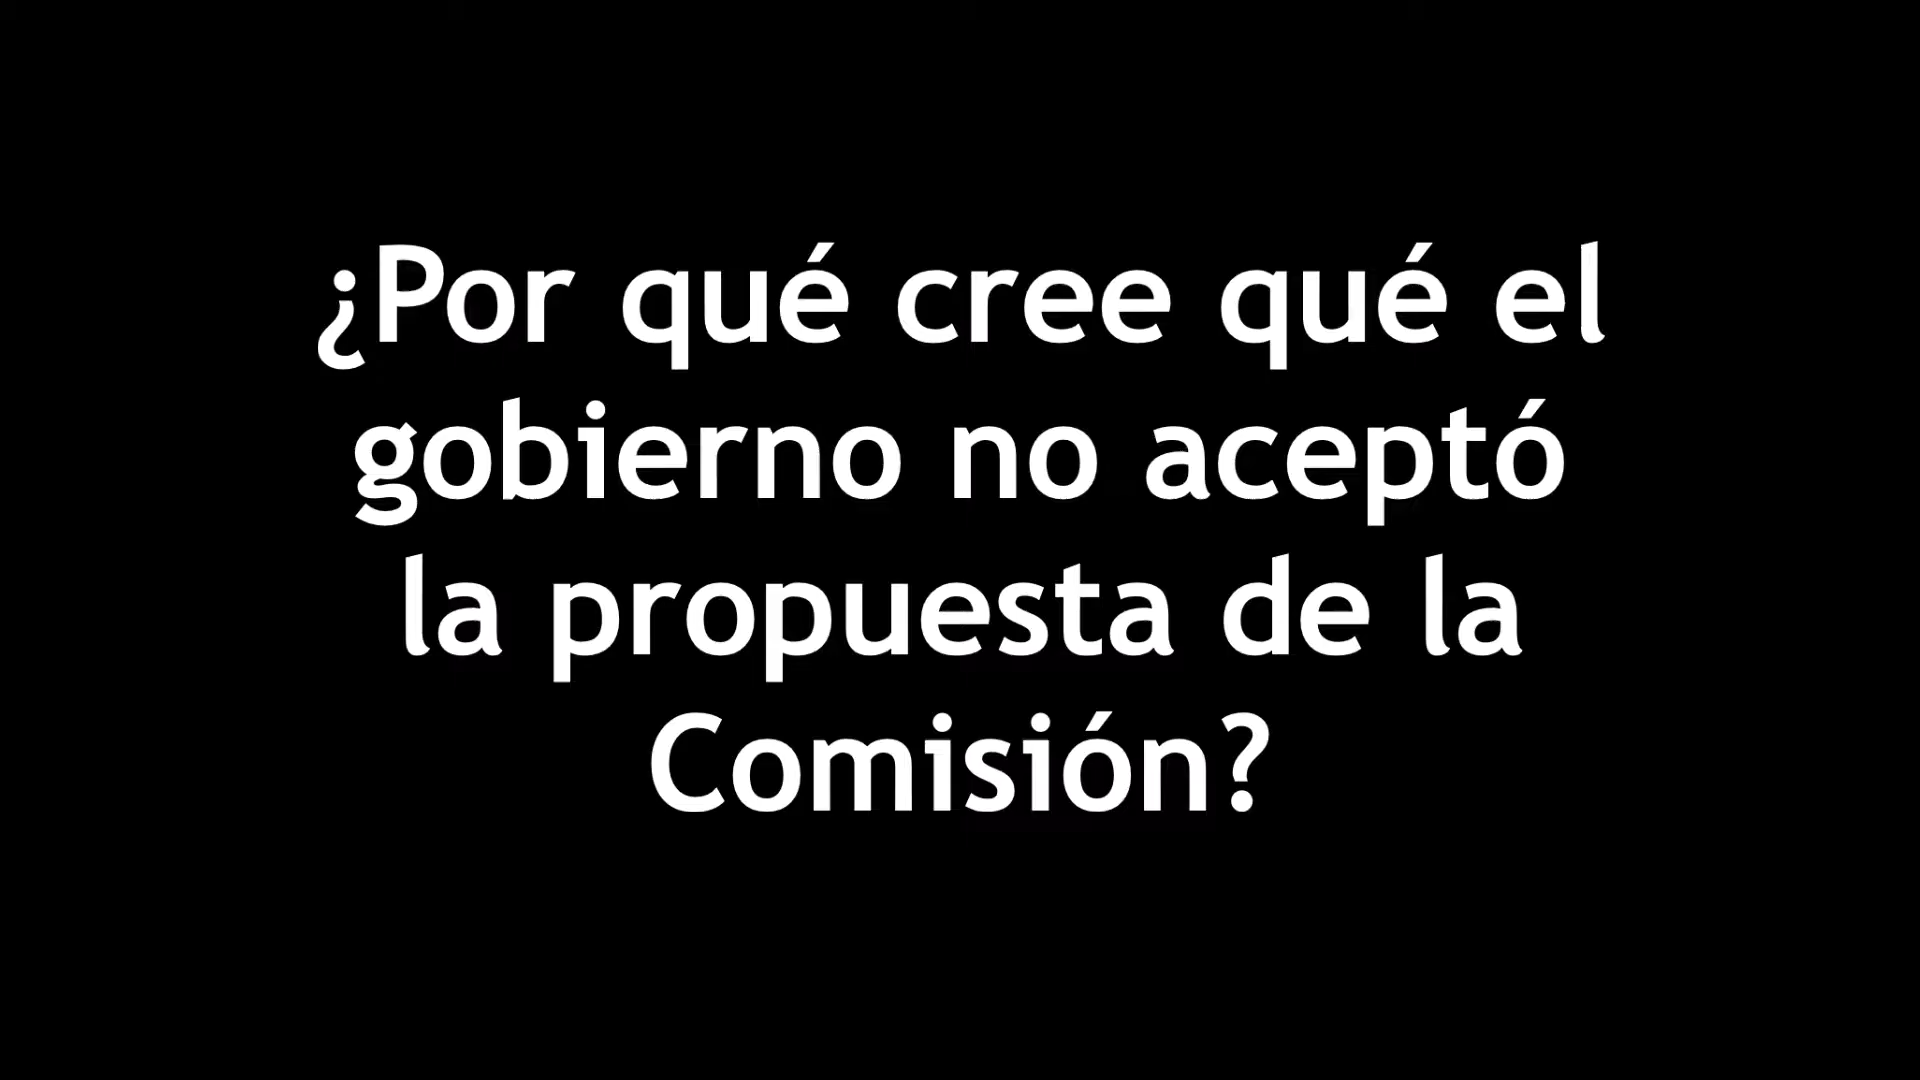 ¿Por qué cree qué el
gobierno no aceptó
la propuesta de la
Comisión?